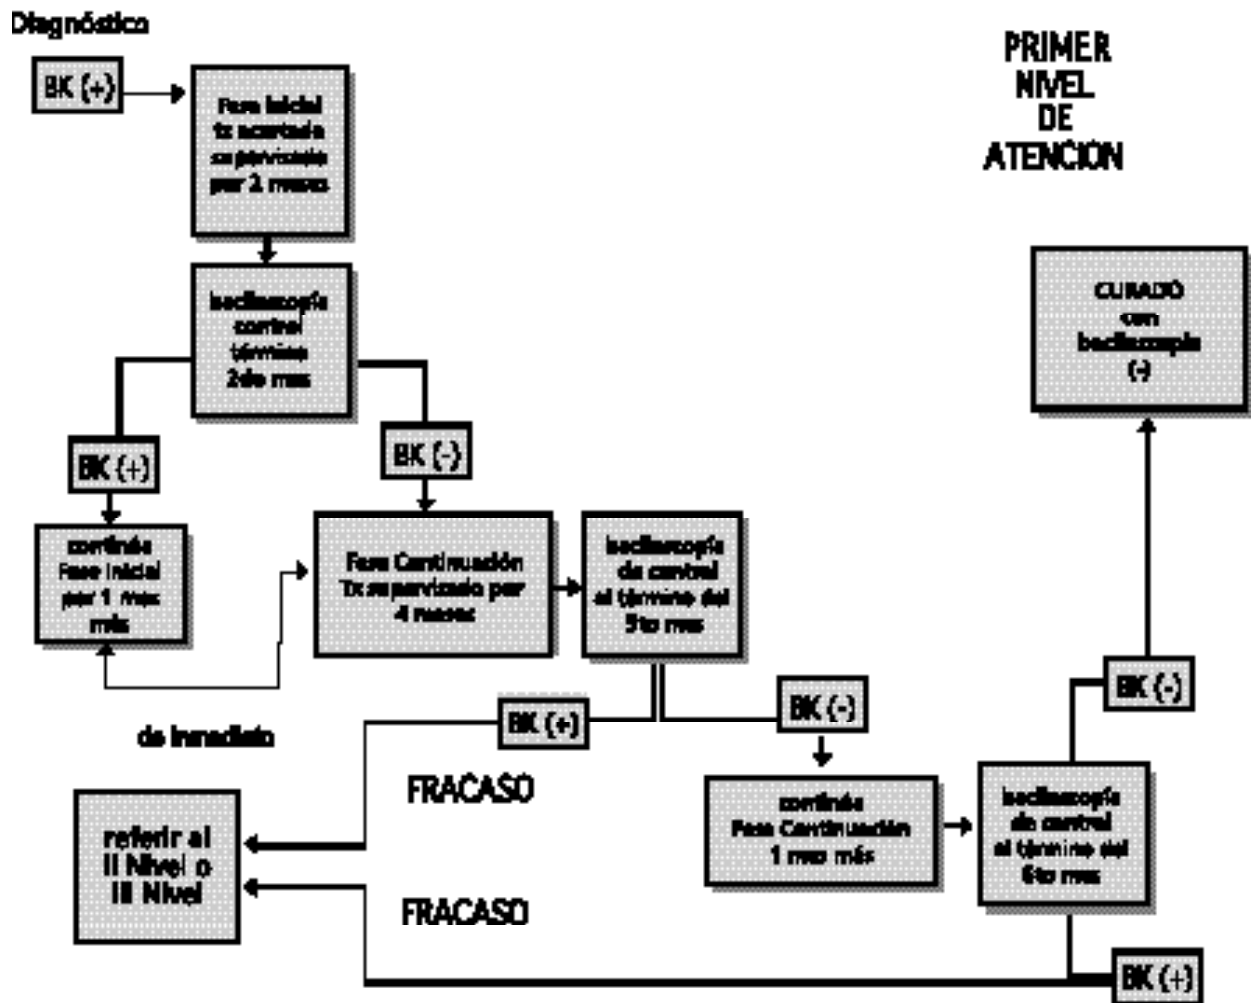 Diagnóstico
BK (+)
PRIMER
NIVEL
DE
ATENCION
Fase Inicial
tx acortado
supervisado
por 2 meses
baciloscopía
control
término
2do mes
CURADO
con
baciloscopía
(-)
BK (+)
BK (-)
continúa
Fase Inicial
por 1 mes
más
Fase Continuación
Tx supervisado por
4 meses
baciloscopía
de control
al término del
5to mes
BK (-)
BK (+)
BK (-)
de inmediato
FRACASO
referir al
II Nivel o
III Nivel
continúa
Fase Continuación
1 mes más
baciloscopía
de control
al término del
6to mes
FRACASO
BK (+)